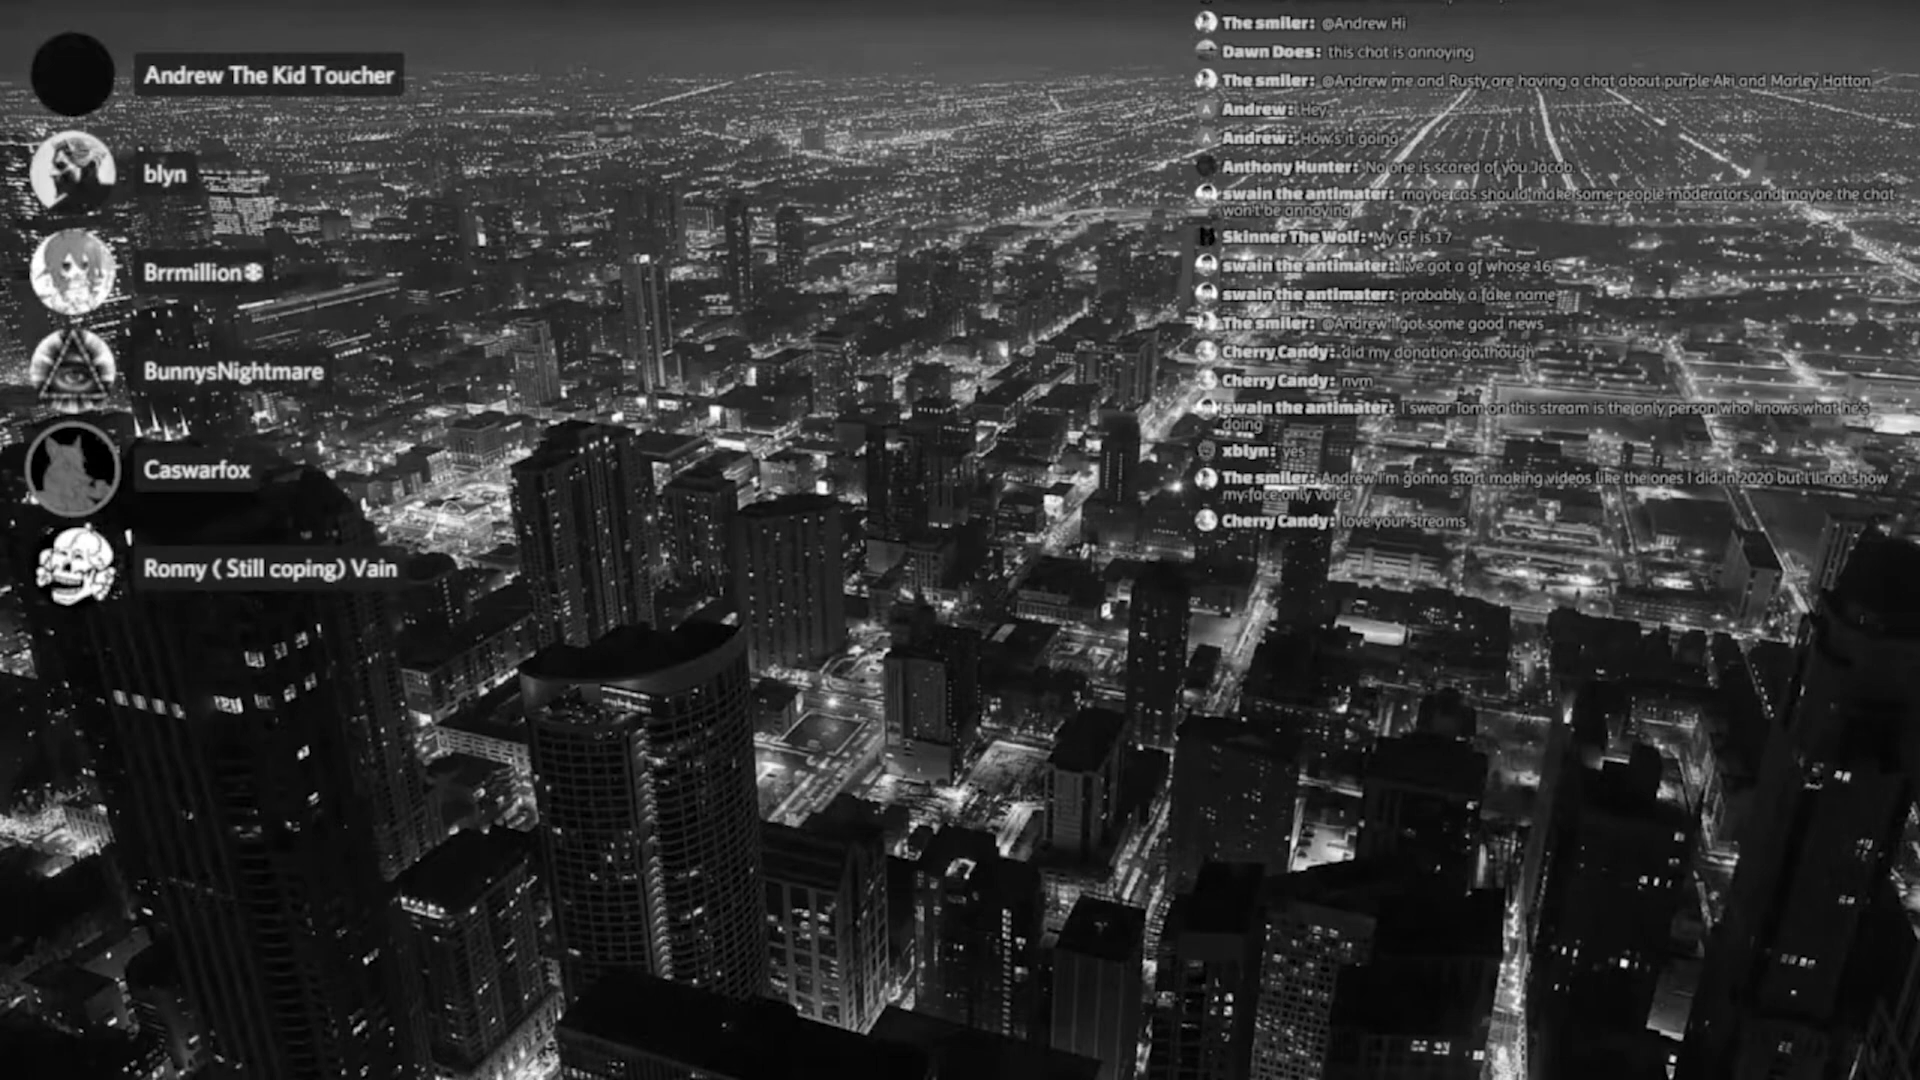 Andrew The Kid Toucher
blyn
Brrmillion
BunnysNightmare
Caswarfox
Ronny ( Still coping) Vain
The smiler: @Andrew Hi
Dawn Does: this chat is annoying
The smiler: @Andrew me and Rusty are having a chat about purple Aki and Marley Hatton
Andrew: Hey
Andrew: How's it going
Anthony Hunter: No one is scared of you Jacob.
swain the antimater: maybe cas should make some people moderators and maybe the chat
won't be annoying
Skinner The Wolf: My GF is 17
swain the antimater: I've got a gf whose 16
swain the antimater: probably a fake name
The smiler: @Andrew I got some good news
Cherry Candy: did my donation go though
Cherry Candy: nvm
swain the antimater: I swear Tom on this stream is the only person who knows what he's
doing
xblyn: yes
The smiler: Andrew I'm gonna start making videos like the ones I did in 2020 but I'll not show
my face only voice
Cherry Candy: love your streams